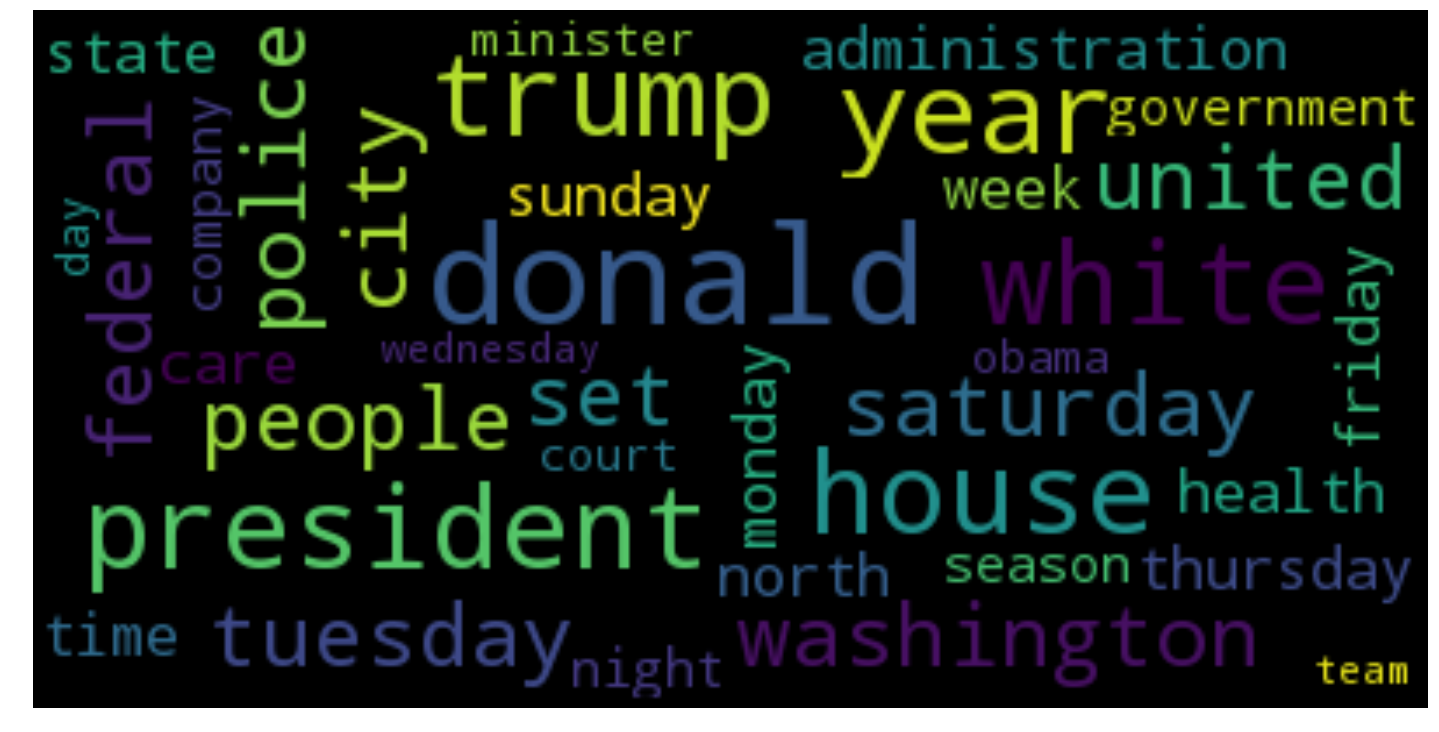 state
police
minister
trump
administration
year
government
federal
company
city
sunday
week
united
day
donald
white
friday
care
wednesday
obama
people
set
monday
saturday
court
president
house
health
north
season
thursday
time
tuesday
night
washington
team